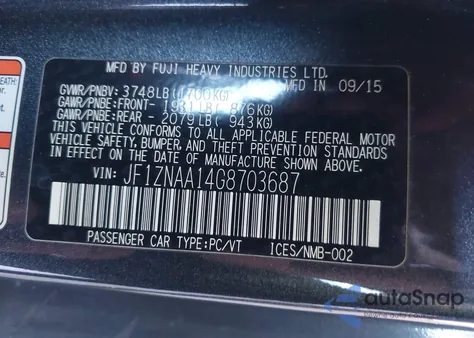 MFD BY FUJI HEAVY INDUSTRIES LTD.
GVWR/PNBV: 3748LB(1700KG) MFD IN 09/15
GAWR/PNBE:FRONT- 1931LB( 876KG)
GAWR/PNBE:REAR - 2079LB( 943KG)
THIS VEHICLE CONFORMS TO ALL APPLICABLE FEDERAL MOTOR
VEHICLE SAFETY, BUMPER, AND THEFT PREVENTION STANDARDS
IN EFFECT ON THE DATE OF MANUFACTURE SHOWN ABOVE.
VIN: JF1ZNAA14G8703687
PASSENGER CAR TYPE:PC/VT ICES/NMB-002
autoSnap